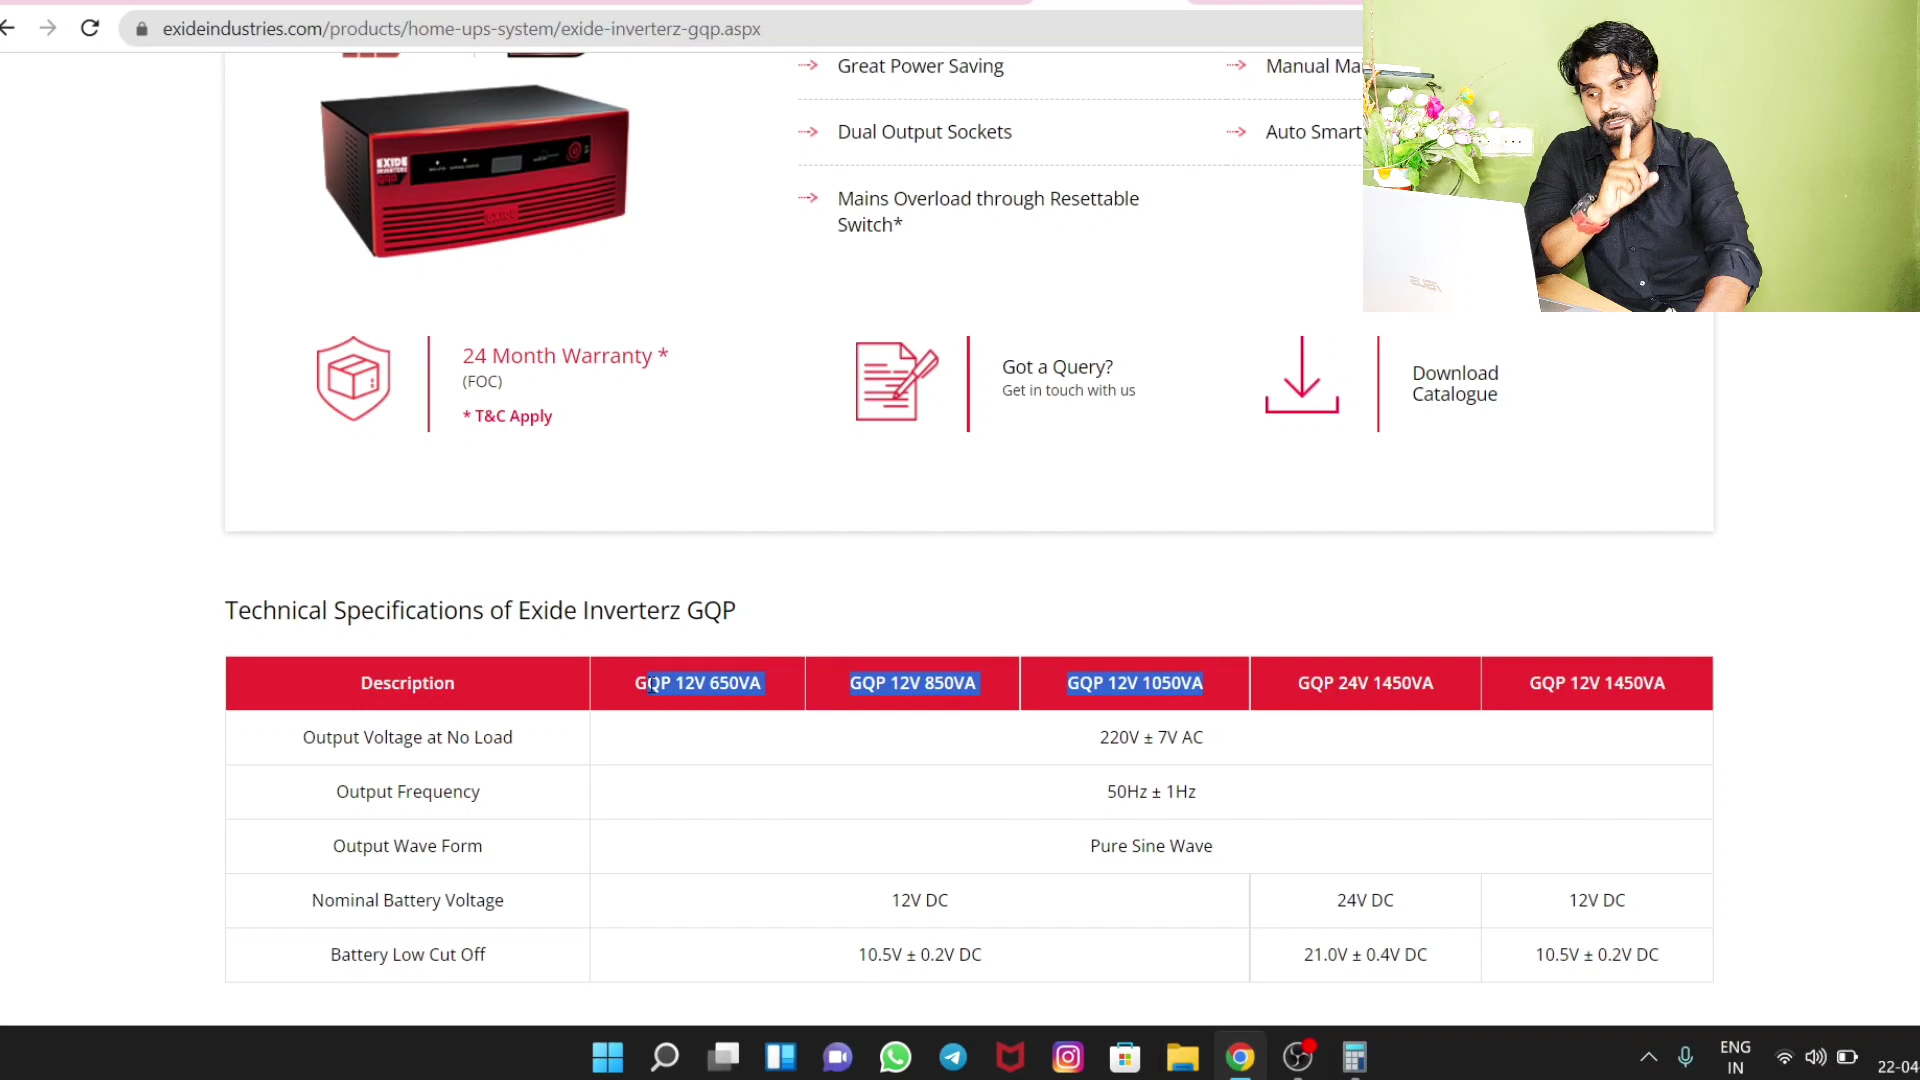 exideindustries.com/products/home-ups-system/exide-inverterz-gqp.aspx
Great Power Saving
Manual Ma
Dual Output Sockets
Auto Smart
Mains Overload through Resettable
Switch*
EXIDE
EXIDE
ASUS
24 Month Warranty *
(FOC)
* T&C Apply
Got a Query?
Get in touch with us
Download
Catalogue
Technical Specifications of Exide Inverterz GQP
Description GQP 12V 650VA GQP 12V 850VA GQP 12V 1050VA GQP 24V 1450VA GQP 12V 1450VA
Output Voltage at No Load 220V ± 7V AC
Output Frequency 50Hz ± 1Hz
Output Wave Form Pure Sine Wave
Nominal Battery Voltage 12V DC 24V DC 12V DC
Battery Low Cut Off 10.5V ± 0.2V DC 21.0V ± 0.4V DC 10.5V ± 0.2V DC
ENG
IN
22-04